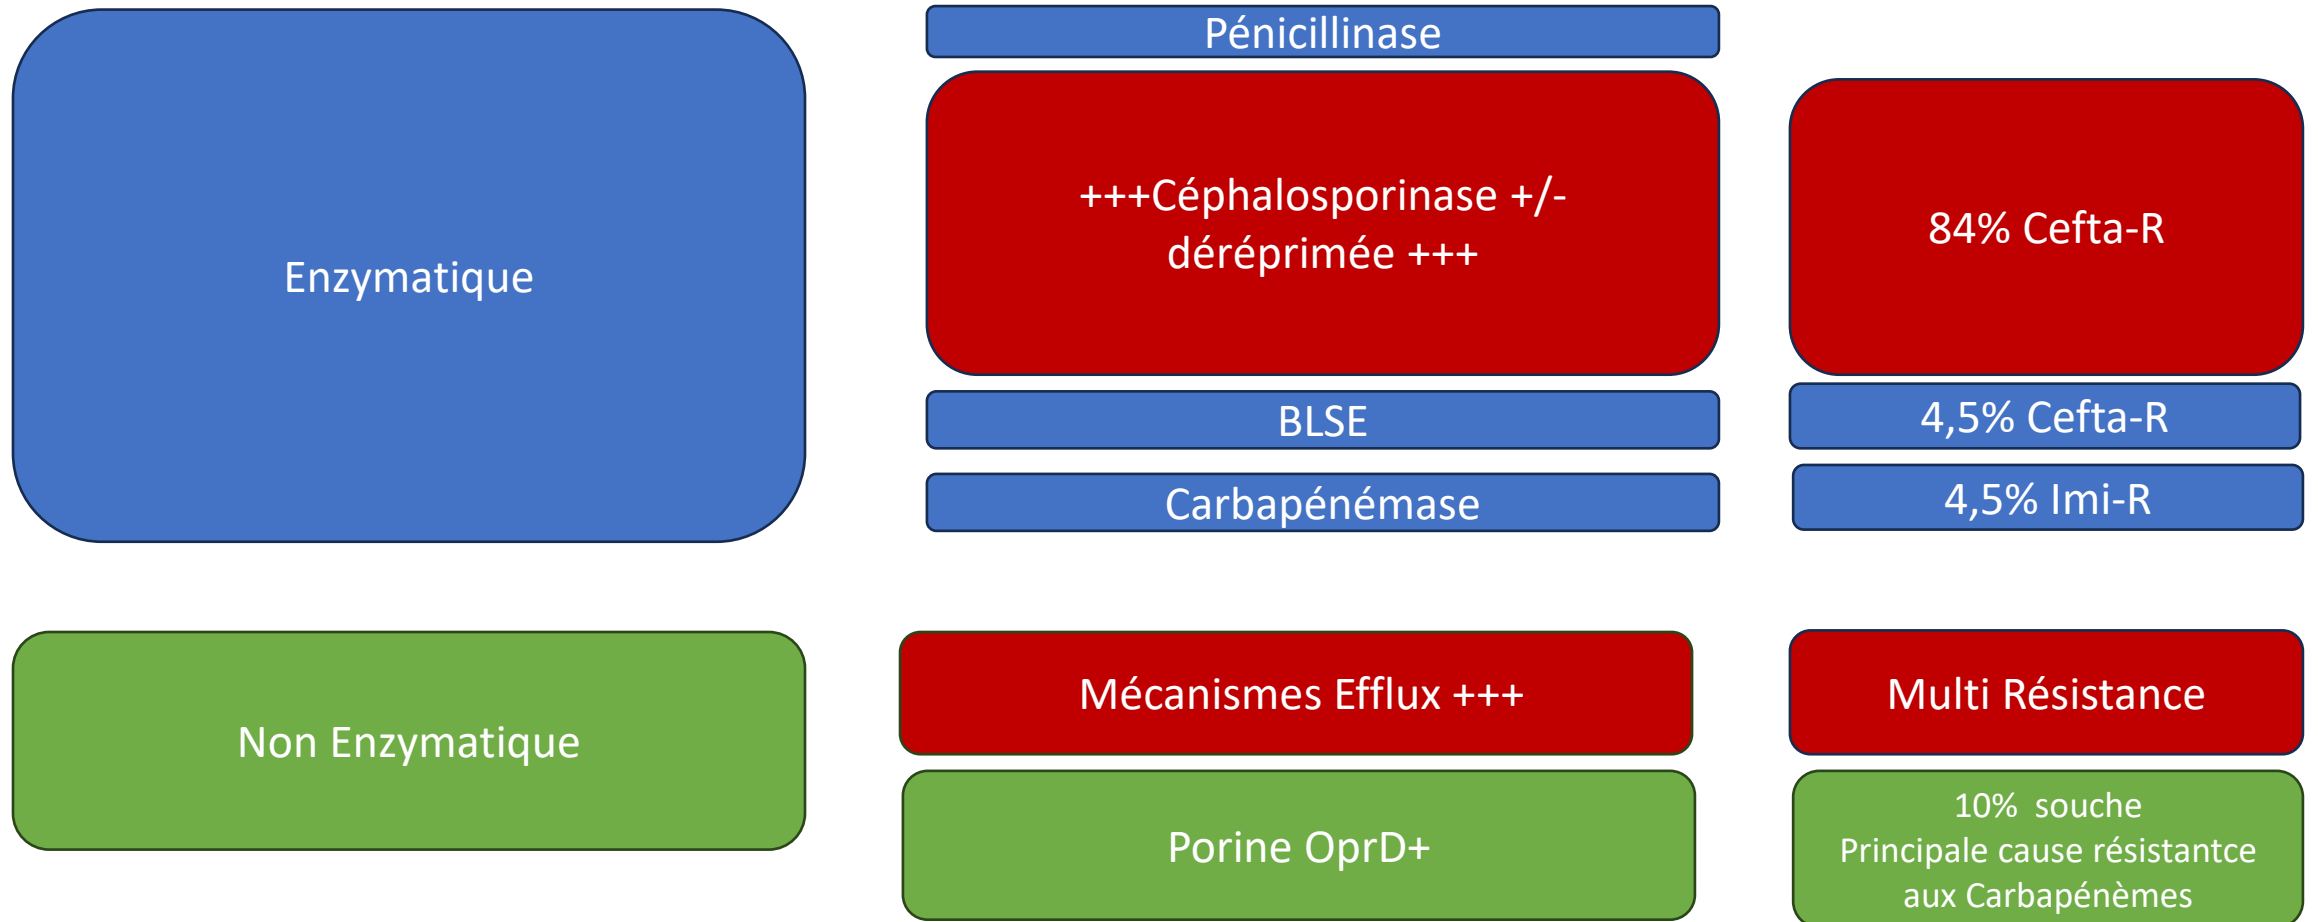 Enzymatique
Pénicillinase
+++Céphalosporinase +/-
déréprimée +++
84% Cefta-R
BLSE
4,5% Cefta-R
Carbapénémase
4,5% Imi-R
Non Enzymatique
Mécanismes Efflux +++
Multi Résistance
Porine OprD+
10% souche
Principale cause résistantce
aux Carbapénèmes